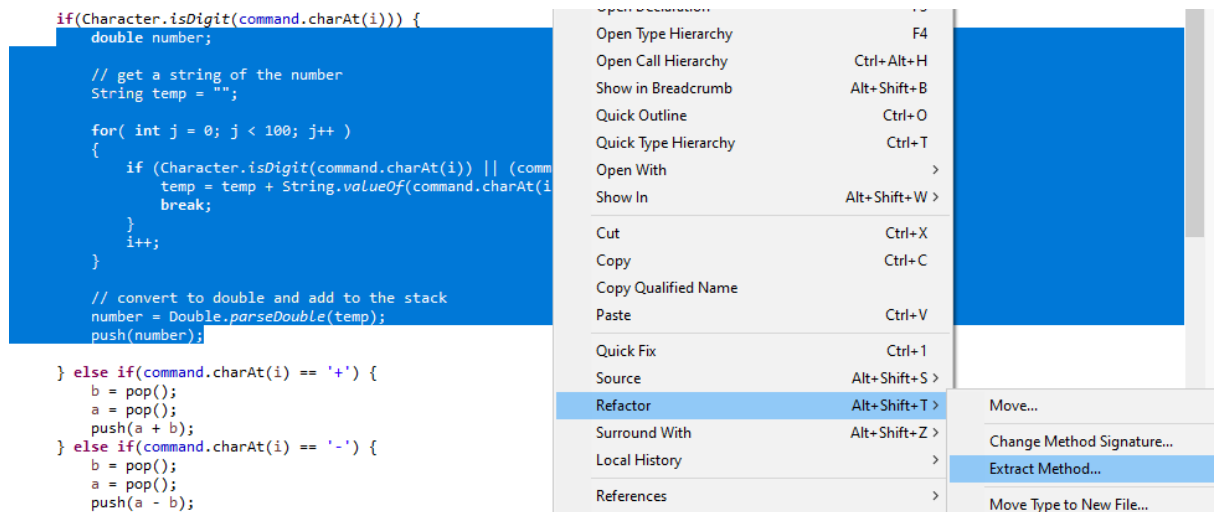 if(Character.isDigit(command.charAt(i))) {
double number;
// get a string of the number
String temp = "";
for( int j = 0; j < 100; j++ )
{
if (Character.isDigit(command.charAt(i)) || (comm
temp = temp + String.valueOf(command.charAt(i
break;
}
i++;
}
// convert to double and add to the stack
number = Double.parseDouble(temp);
push(number);
} else if(command.charAt(i) == '+') {
b = pop();
a = pop();
push(a + b);
} else if(command.charAt(i) == '-') {
b = pop();
a = pop();
push(a - b);
Open Declaration F3
Open Type Hierarchy F4
Open Call Hierarchy Ctrl+Alt+H
Show in Breadcrumb Alt+Shift+B
Quick Outline Ctrl+O
Quick Type Hierarchy Ctrl+T
Open With >
Show In Alt+Shift+W >
Cut Ctrl+X
Copy Ctrl+C
Copy Qualified Name
Paste Ctrl+V
Quick Fix Ctrl+1
Source Alt+Shift+S >
Refactor Alt+Shift+T >
Surround With Alt+Shift+Z >
Local History >
References >
Move...
Change Method Signature...
Extract Method...
Move Type to New File...